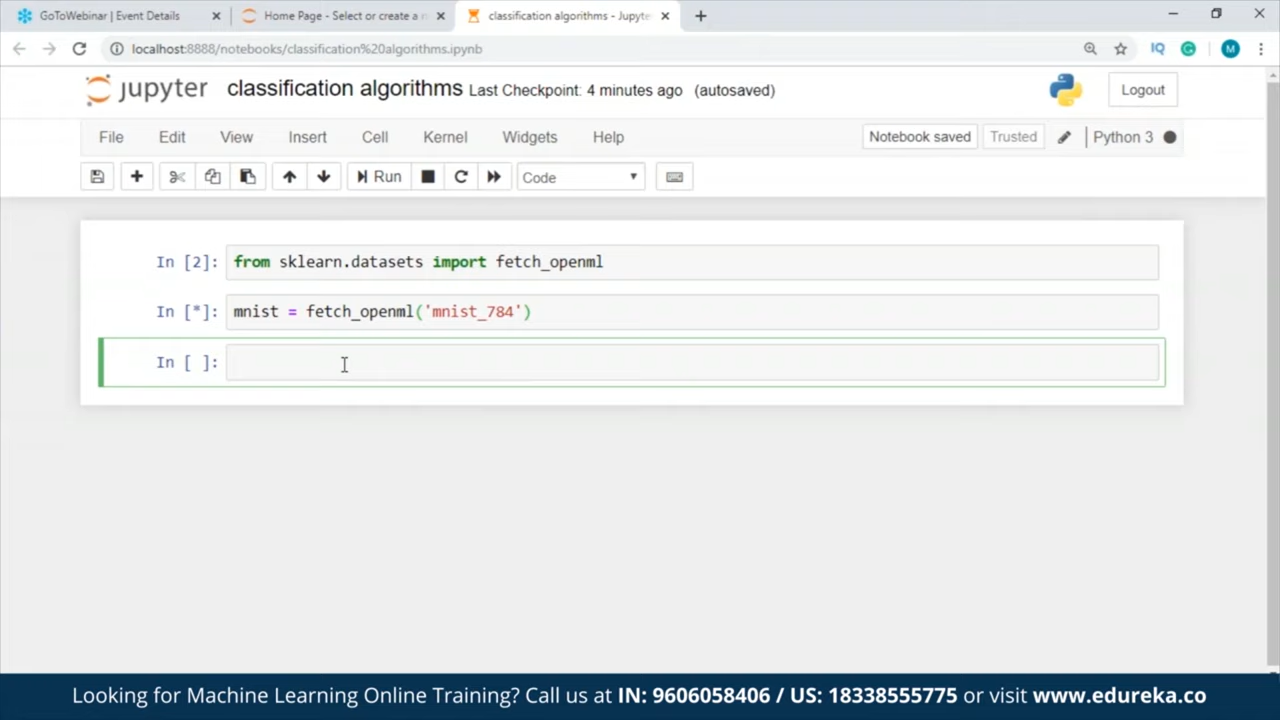 GoToWebinar | Event Details
Home Page - Select or create a n
classification algorithms - Jupyte
localhost:8888/notebooks/classification%20algorithms.ipynb
IQ
M
jupyter classification algorithms Last Checkpoint: 4 minutes ago (autosaved)
Logout
File Edit View Insert Cell Kernel Widgets Help
Notebook saved Trusted Python 3
Run Code
In [2]: from sklearn.datasets import fetch_openml
In [*]: mnist = fetch_openml('mnist_784')
In [ ]:
Looking for Machine Learning Online Training? Call us at IN: 9606058406 / US: 18338555775 or visit www.edureka.co